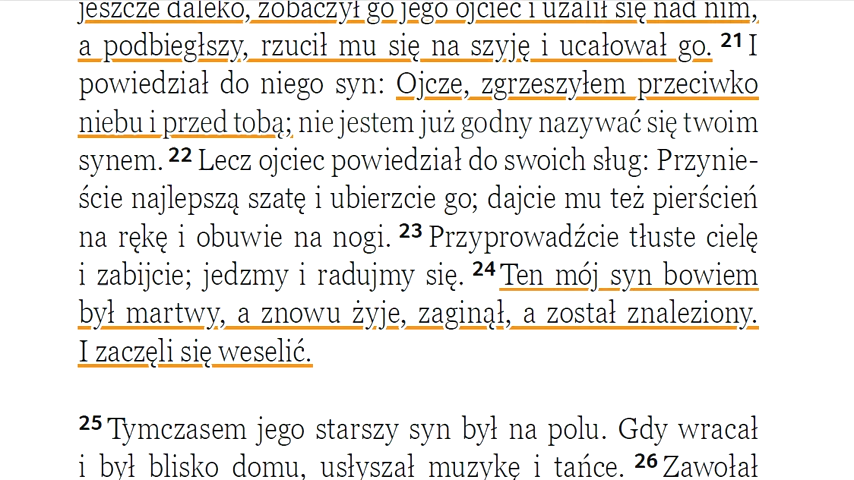 jeszcze daleko, zobaczył go jego ojciec i użalił się nad nim,
a podbiegłszy, rzucił mu się na szyję i ucałował go. 21 I
powiedział do niego syn: Ojcze, zgrzeszyłem przeciwko
niebu i przed tobą; nie jestem już godny nazywać się twoim
synem. 22 Lecz ojciec powiedział do swoich sług: Przynie-
ście najlepszą szatę i ubierzcie go; dajcie mu też pierścień
na rękę i obuwie na nogi. 23 Przyprowadźcie tłuste cielę
i zabijcie; jedzmy i radujmy się. 24 Ten mój syn bowiem
był martwy, a znowu żyje, zaginął, a został znaleziony.
I zaczęli się weselić.
25 Tymczasem jego starszy syn był na polu. Gdy wracał
i był blisko domu, usłyszał muzykę i tańce. 26 Zawołał